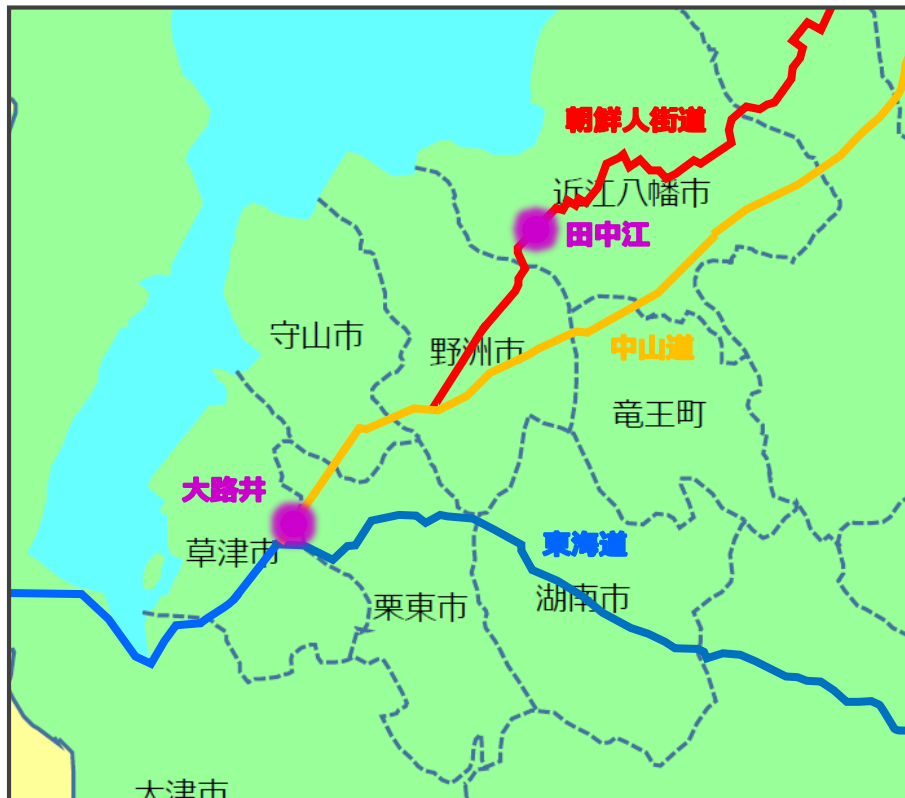 朝鮮人街道
近江八幡市
田中江
守山市
野洲市
中山道
竜王町
大路井
草津市
東海道
湖南市
栗東市
大津市